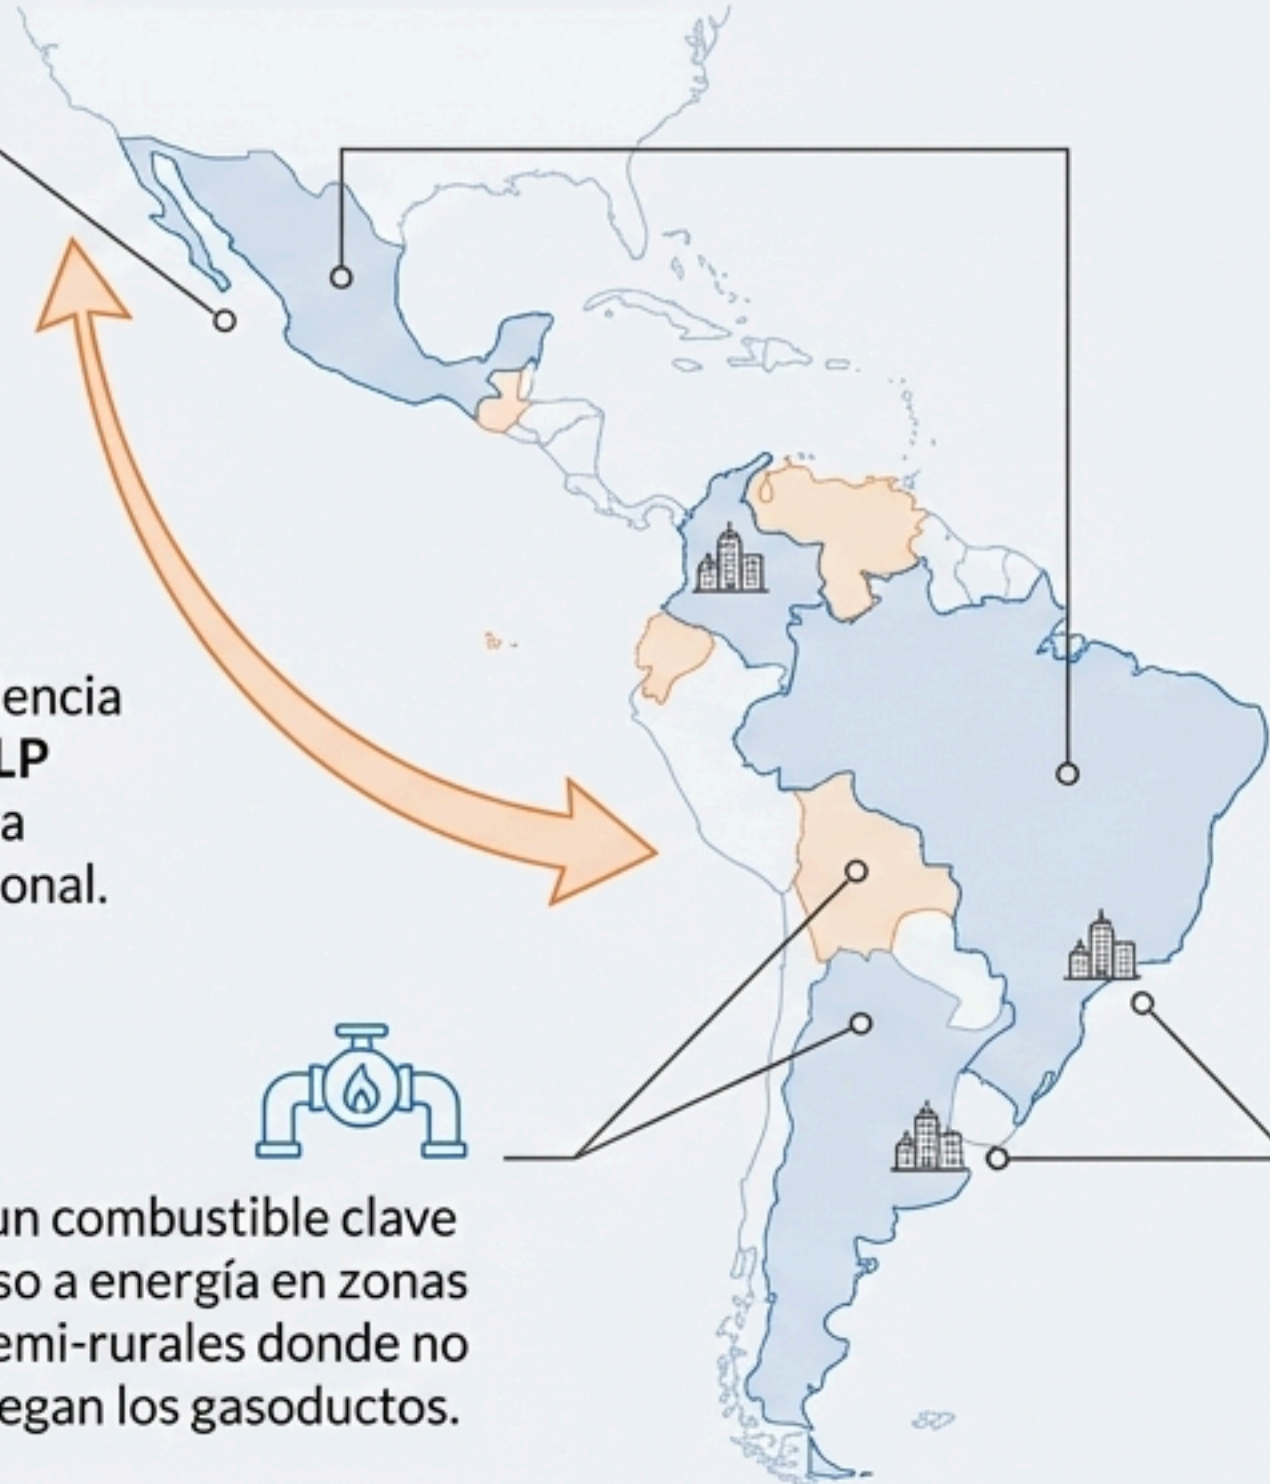 encia
LP
a
onal.
un combustible clave
so a energía en zonas
emi-rurales donde no
egan los gasoductos.